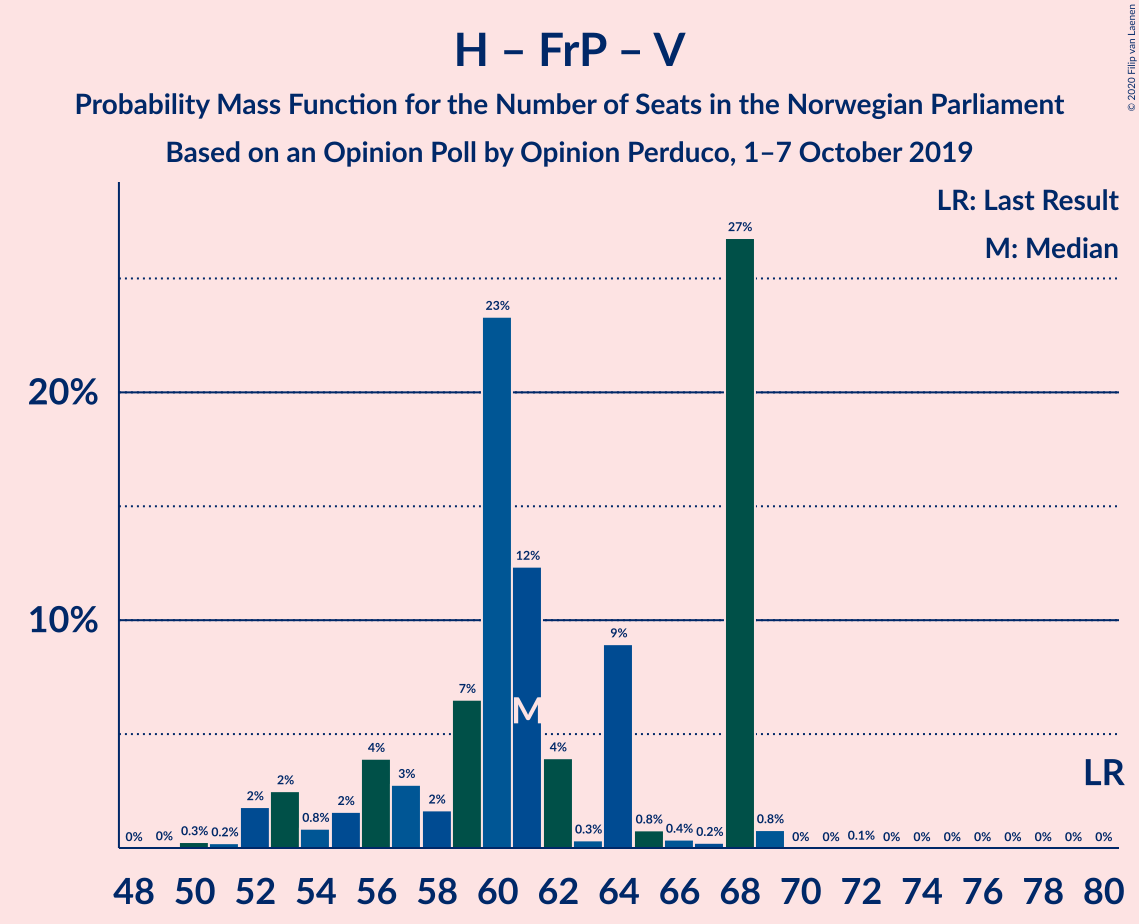 H – FrP – V
Probability Mass Function for the Number of Seats in the Norwegian Parliament
Based on an Opinion Poll by Opinion Perduco, 1–7 October 2019
© 2020 Filip van Laenen
LR: Last Result
M: Median
20%
10%
0% 0% 0.3% 0.2% 2% 2% 0.8% 2% 4% 3% 2% 7% 23% 12% 4% 0.3% 9% 0.8% 0.4% 0.2% 27% 0.8% 0% 0% 0.1% 0% 0% 0% 0% 0% 0% 0% 0%
M
LR
48 50 52 54 56 58 60 62 64 66 68 70 72 74 76 78 80